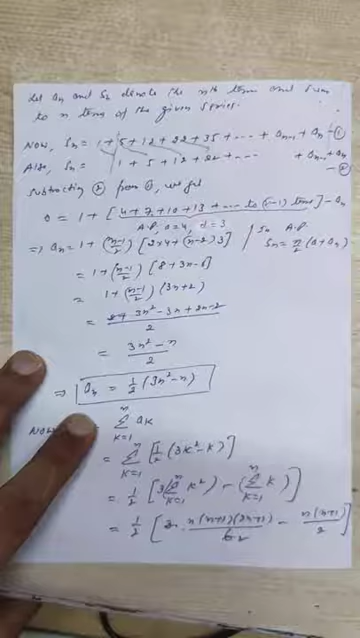 Let an and Sn denote the nth term and sum
to n terms of the given series.
Now, Sn = 1+5+12+22+35+ ... + an-1 + an -①
Also, Sn = 1+5+12+22+ ... + an-1 + an -②
Subtracting ② from ①, we get
0 = 1 + [4+7+10+13+ ... to (n-1) term] - an
A.P, a=4, d=3
⇒ an = 1+(n-1/2) [2×4+(n-2)3]
Sn A.P
Sn = n/2 (a+an)
= 1+(n-1/2) [8+3n-6]
= 1+(n-1/2) (3n+2)
= 2+3n²-3n+2n-2 / 2
= 3n²-n / 2
⇒ an = 1/2 (3n²-n)
Now = n Σ k=1 ak
= n Σ k=1 [1/2 (3k²-k)]
= 1/2 [3(n Σ k=1 k²) - (n Σ k=1 k)]
= 1/2 [3. n(n+1)(2n+1) / 6 2 - n(n+1) / 2]